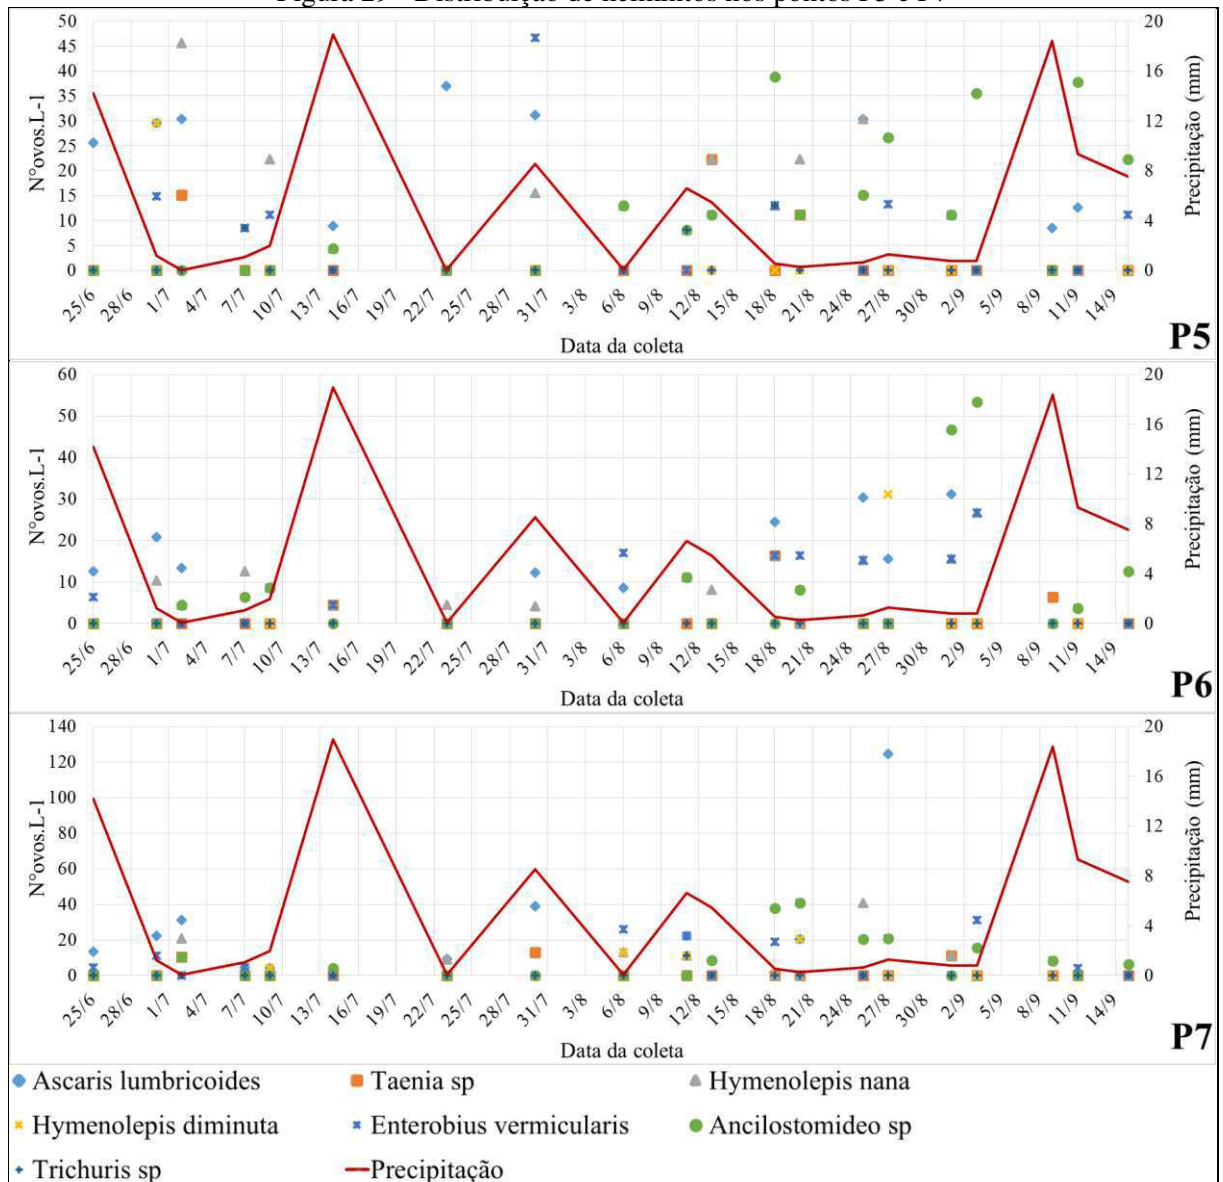 50
45
40
35
30
25
20
15
10
5
0
N°ovos.L-1
20
16
12
8
4
0
Precipitação (mm)
25/6 28/6 1/7 4/7 7/7 10/7 13/7 16/7 19/7 22/7 25/7 28/7 31/7 3/8 6/8 9/8 12/8 15/8 18/8 21/8 24/8 27/8 30/8 2/9 5/9 8/9 11/9 14/9
Data da coleta
P5
60
50
40
30
20
10
0
N°ovos.L-1
20
16
12
8
4
0
Precipitação (mm)
25/6 28/6 1/7 4/7 7/7 10/7 13/7 16/7 19/7 22/7 25/7 28/7 31/7 3/8 6/8 9/8 12/8 15/8 18/8 21/8 24/8 27/8 30/8 2/9 5/9 8/9 11/9 14/9
Data da coleta
P6
140
120
100
80
60
40
20
0
N°ovos.L-1
20
16
12
8
4
0
Precipitação (mm)
25/6 28/6 1/7 4/7 7/7 10/7 13/7 16/7 19/7 22/7 25/7 28/7 31/7 3/8 6/8 9/8 12/8 15/8 18/8 21/8 24/8 27/8 30/8 2/9 5/9 8/9 11/9 14/9
Data da coleta
P7
Ascaris lumbricoides Taenia sp Hymenolepis nana
Hymenolepis diminuta Enterobius vermicularis Ancilostomideo sp
Trichuris sp Precipitação